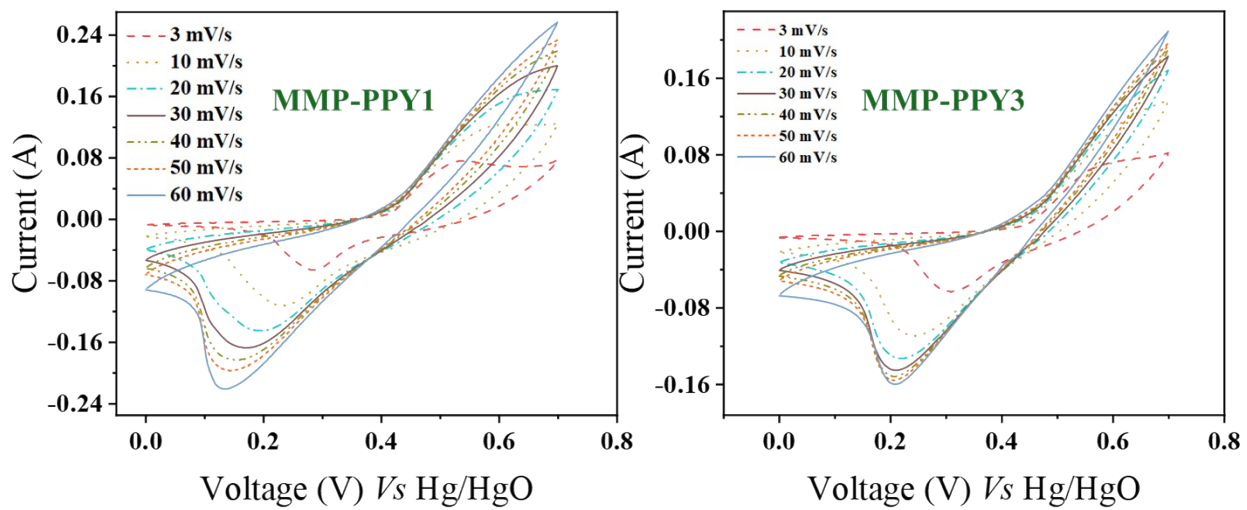 0.24
0.16
0.08
0.00
-0.08
-0.16
-0.24
Current (A)
3 mV/s
10 mV/s
20 mV/s
30 mV/s
40 mV/s
50 mV/s
60 mV/s
MMP-PPY1
0.0 0.2 0.4 0.6 0.8
Voltage (V) Vs Hg/HgO
0.16
0.08
0.00
-0.08
-0.16
Current (A)
3 mV/s
10 mV/s
20 mV/s
30 mV/s
40 mV/s
50 mV/s
60 mV/s
MMP-PPY3
0.0 0.2 0.4 0.6 0.8
Voltage (V) Vs Hg/HgO